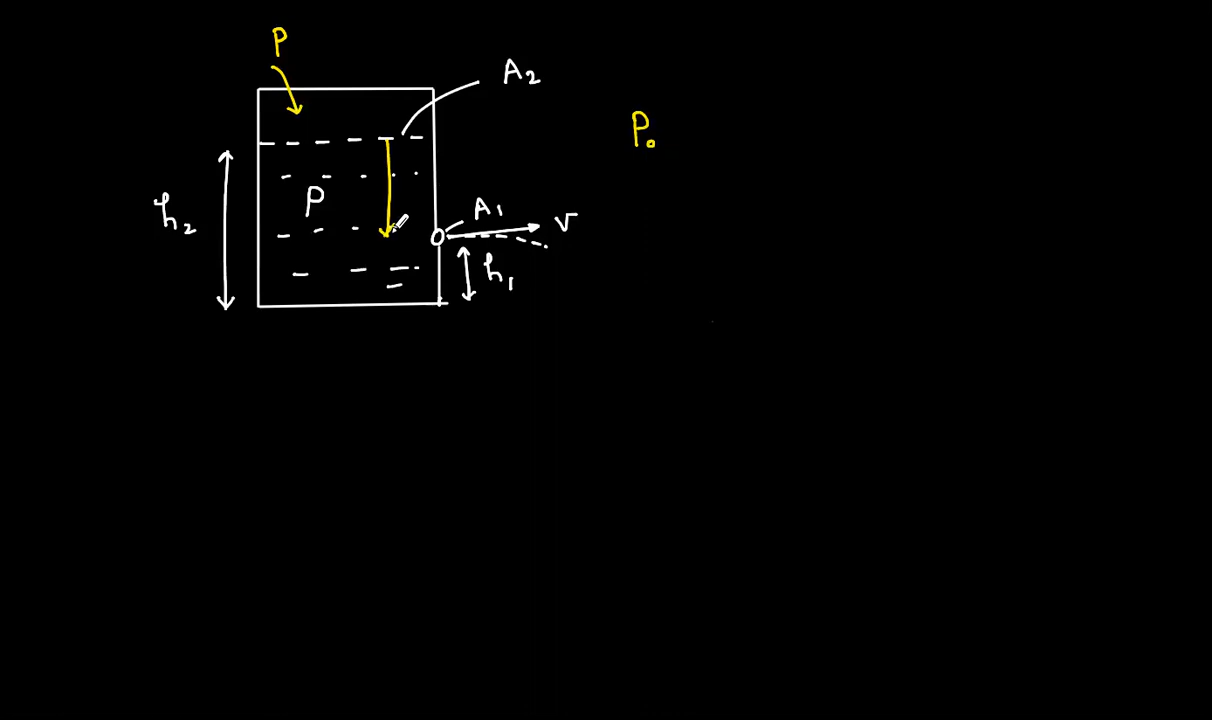 P
A₂
P₀
h₂
ρ
A₁
v
h₁